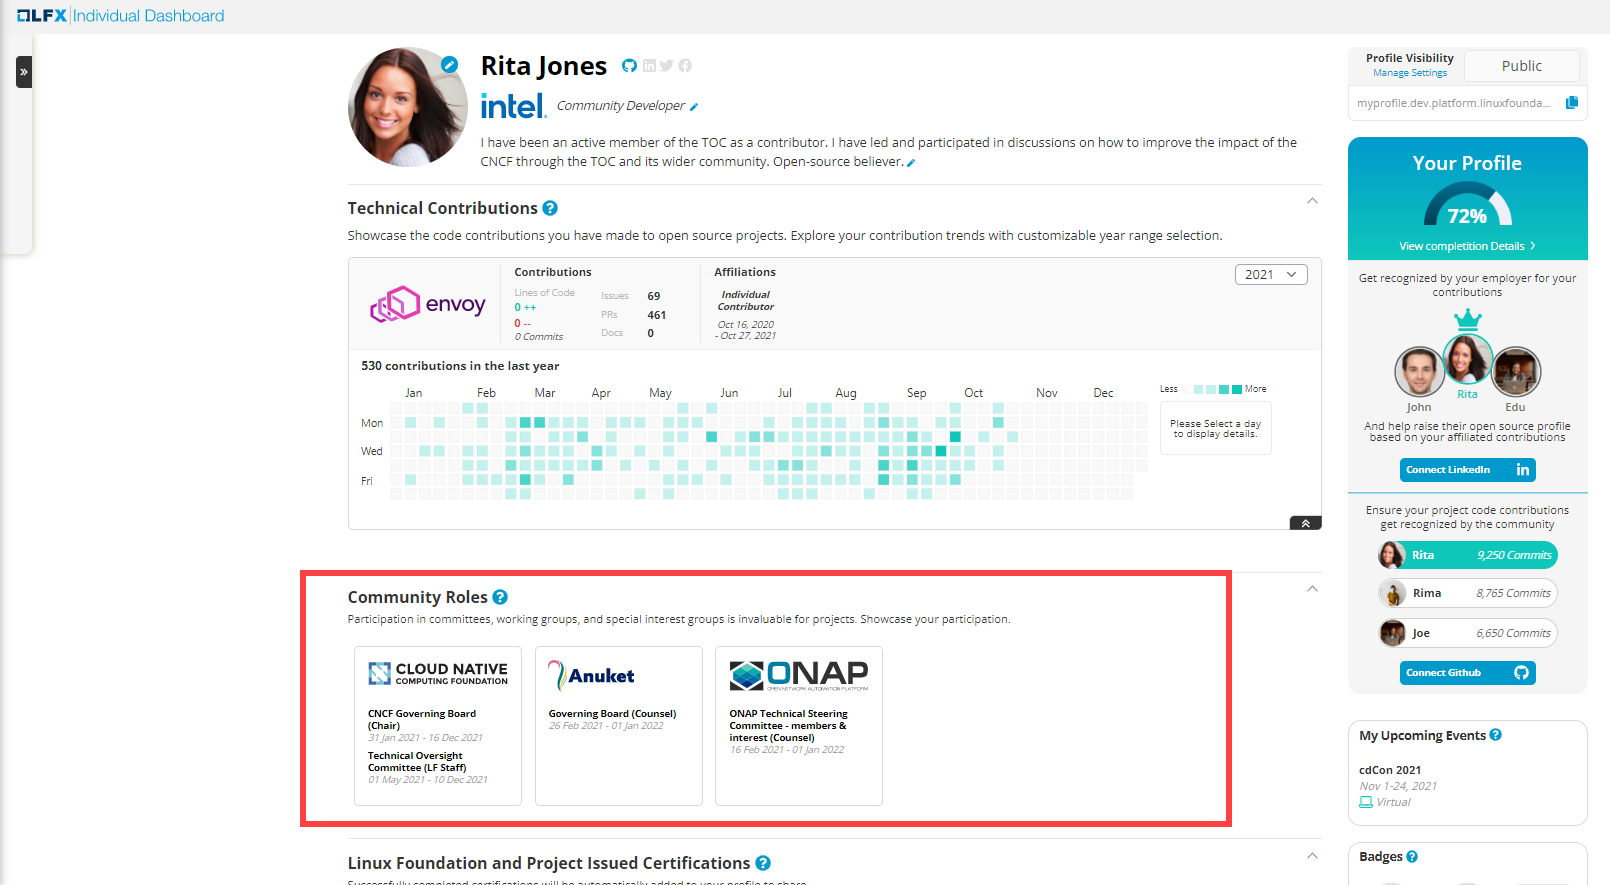 LFX Individual Dashboard
»
Rita Jones
intel. Community Developer
I have been an active member of the TOC as a contributor. I have led and participated in discussions on how to improve the impact of the
CNCF through the TOC and its wider community. Open-source believer.
Technical Contributions ?
Showcase the code contributions you have made to open source projects. Explore your contribution trends with customizable year range selection.
envoy
Contributions
Lines of Code
0 ++
0 --
0 Commits
Issues 69
PRs 461
Docs 0
Affiliations
Individual
Contributor
Oct 16, 2020
- Oct 27, 2021
2021
530 contributions in the last year
Jan Feb Mar Apr May Jun Jul Aug Sep Oct Nov Dec
Mon
Wed
Fri
Less More
Please Select a day
to display details.
Community Roles ?
Participation in committees, working groups, and special interest groups is invaluable for projects. Showcase your participation.
CLOUD NATIVE
COMPUTING FOUNDATION
CNCF Governing Board
(Chair)
31 Jan 2021 - 16 Dec 2021
Technical Oversight
Committee (LF Staff)
01 May 2021 - 10 Dec 2021
Anuket
Governing Board (Counsel)
26 Feb 2021 - 01 Jan 2022
ONAP
OPEN NETWORK AUTOMATION PLATFORM
ONAP Technical Steering
Committee - members &
interest (Counsel)
16 Feb 2021 - 01 Jan 2022
Linux Foundation and Project Issued Certifications ?
Successfully completed certifications will be automatically added to your profile to share
Profile Visibility
Manage Settings
Public
myprofile.dev.platform.linuxfounda...
Your Profile
72%
View completition Details >
Get recognized by your employer for your
contributions
John Rita Edu
And help raise their open source profile
based on your affiliated contributions
Connect LinkedIn in
Ensure your project code contributions
get recognized by the community
Rita 9,250 Commits
Rima 8,765 Commits
Joe 6,650 Commits
Connect Github
My Upcoming Events ?
cdCon 2021
Nov 1-24, 2021
Virtual
Badges ?